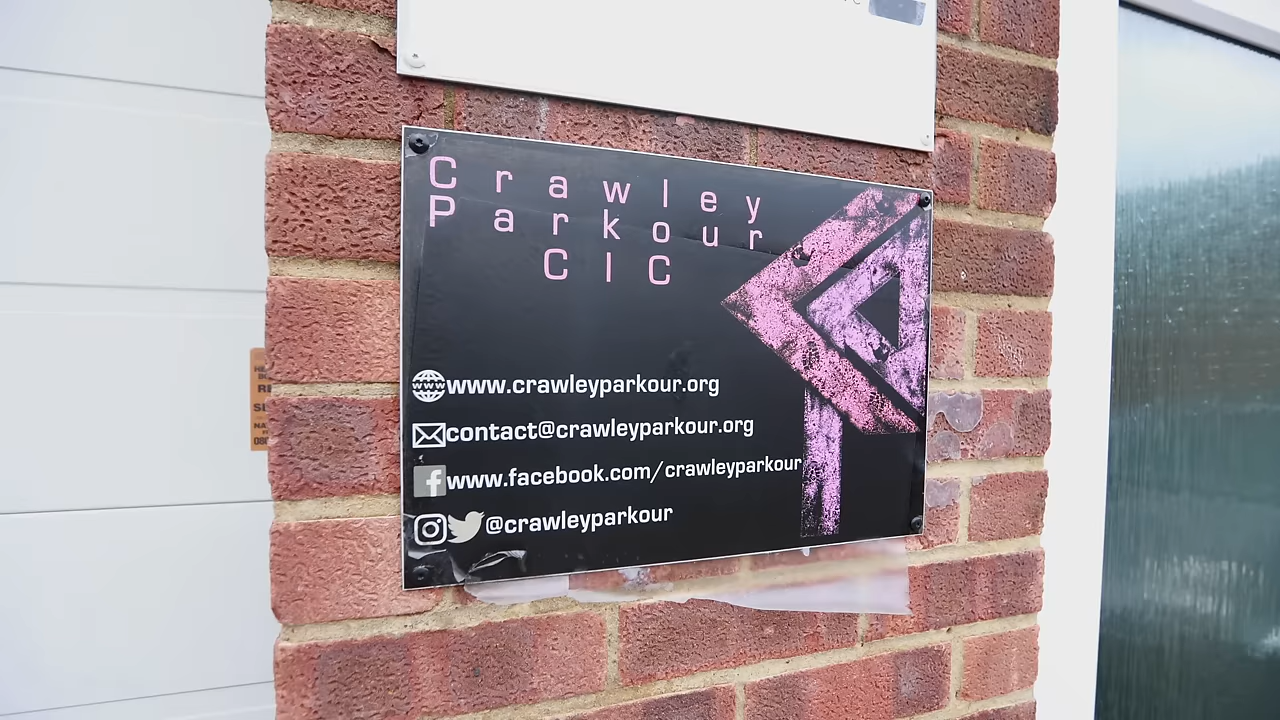 Crawley
Parkour
CIC
www.crawleyparkour.org
contact@crawleyparkour.org
www.facebook.com/crawleyparkour
@crawleyparkour